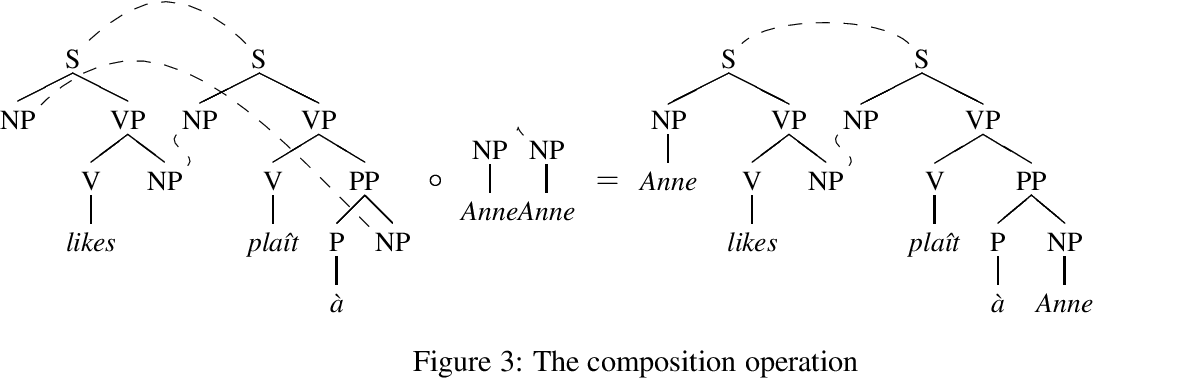 S S S S
NP VP NP VP NP VP NP VP
NP NP
V NP V PP ∘ = Anne V NP V PP
AnneAnne
likes plaît P NP likes plaît P NP
à à Anne
Figure 3: The composition operation